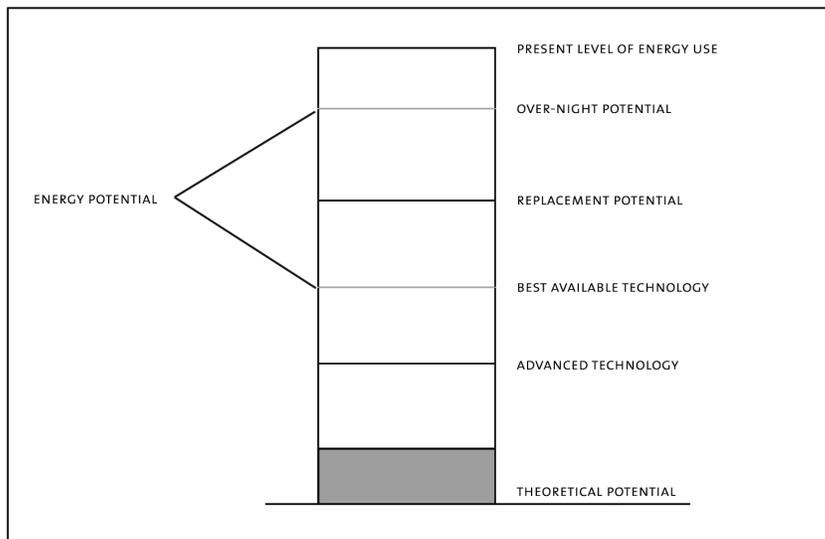 PRESENT LEVEL OF ENERGY USE
OVER-NIGHT POTENTIAL
ENERGY POTENTIAL
REPLACEMENT POTENTIAL
BEST AVAILABLE TECHNOLOGY
ADVANCED TECHNOLOGY
THEORETICAL POTENTIAL